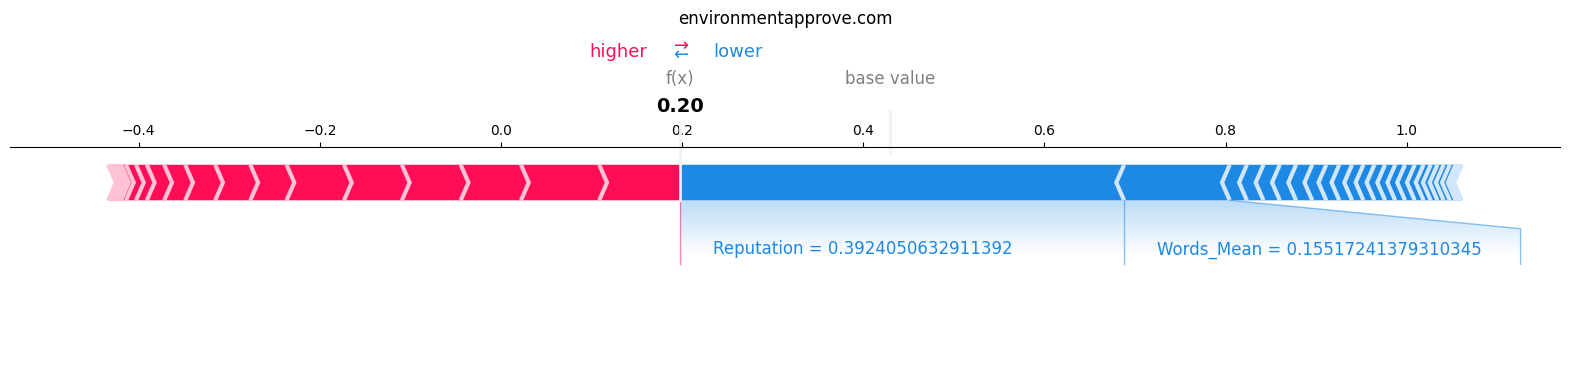 environmentapprove.com
higher ⇄ lower
f(x) base value
0.20
−0.4 −0.2 0.0 0.2 0.4 0.6 0.8 1.0
Reputation = 0.3924050632911392 Words_Mean = 0.15517241379310345